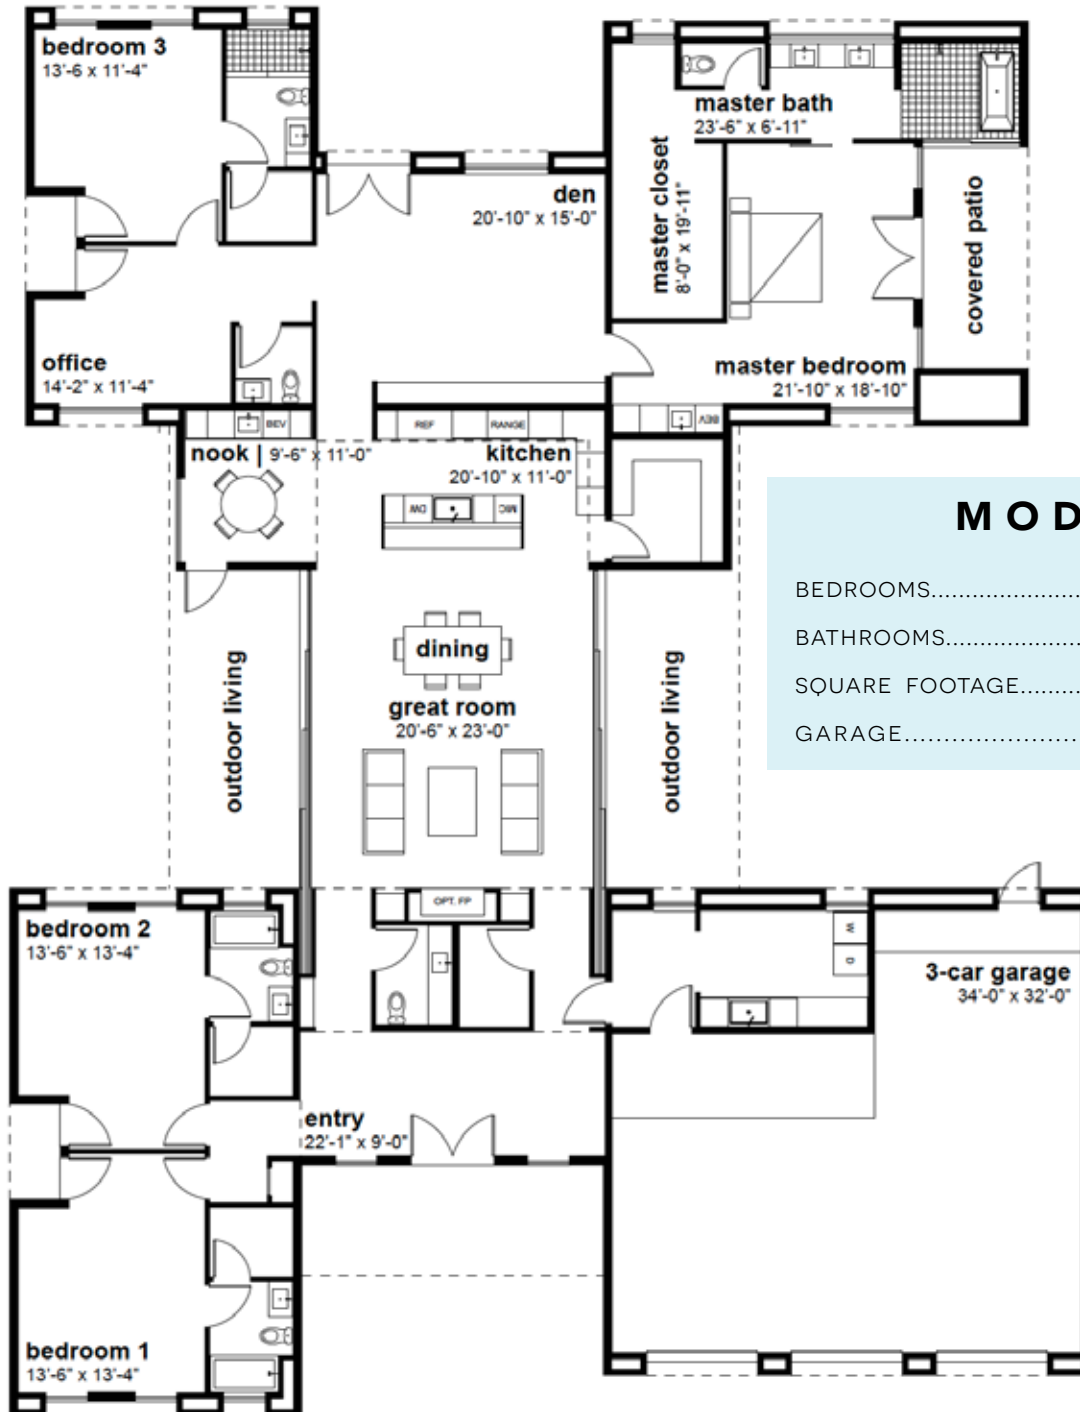 bedroom 3
13'-6 x 11'-4"
master bath
23'-6" x 6'-11"
den
20'-10" x 15'-0"
master closet
8'-0" x 19'-11"
covered patio
office
14'-2" x 11'-4"
master bedroom
21'-10" x 18'-10"
BEV
REF
RANGE
BEV
nook | 9'-6" x 11'-0"
kitchen
20'-10" x 11'-0"
DW
MIC
MOD
BEDROOMS
BATHROOMS
SQUARE FOOTAGE
GARAGE
dining
great room
20'-6" x 23'-0"
outdoor living
outdoor living
OPT. FP
bedroom 2
13'-6" x 13'-4"
W
D
3-car garage
34'-0" x 32'-0"
entry
22'-1" x 9'-0"
bedroom 1
13'-6" x 13'-4"